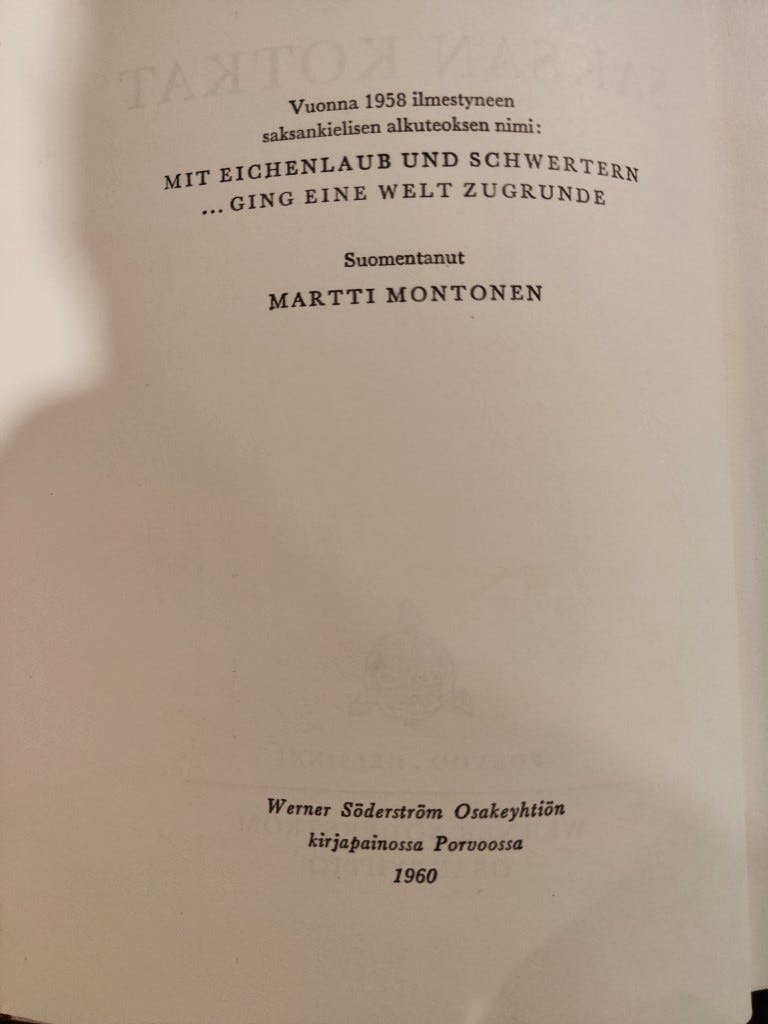 Vuonna 1958 ilmestyneen
saksankielisen alkuteoksen nimi:
MIT EICHENLAUB UND SCHWERTERN
... GING EINE WELT ZUGRUNDE
Suomentanut
MARTTI MONTONEN
Werner Söderström Osakeyhtiön
kirjapainossa Porvoossa
1960